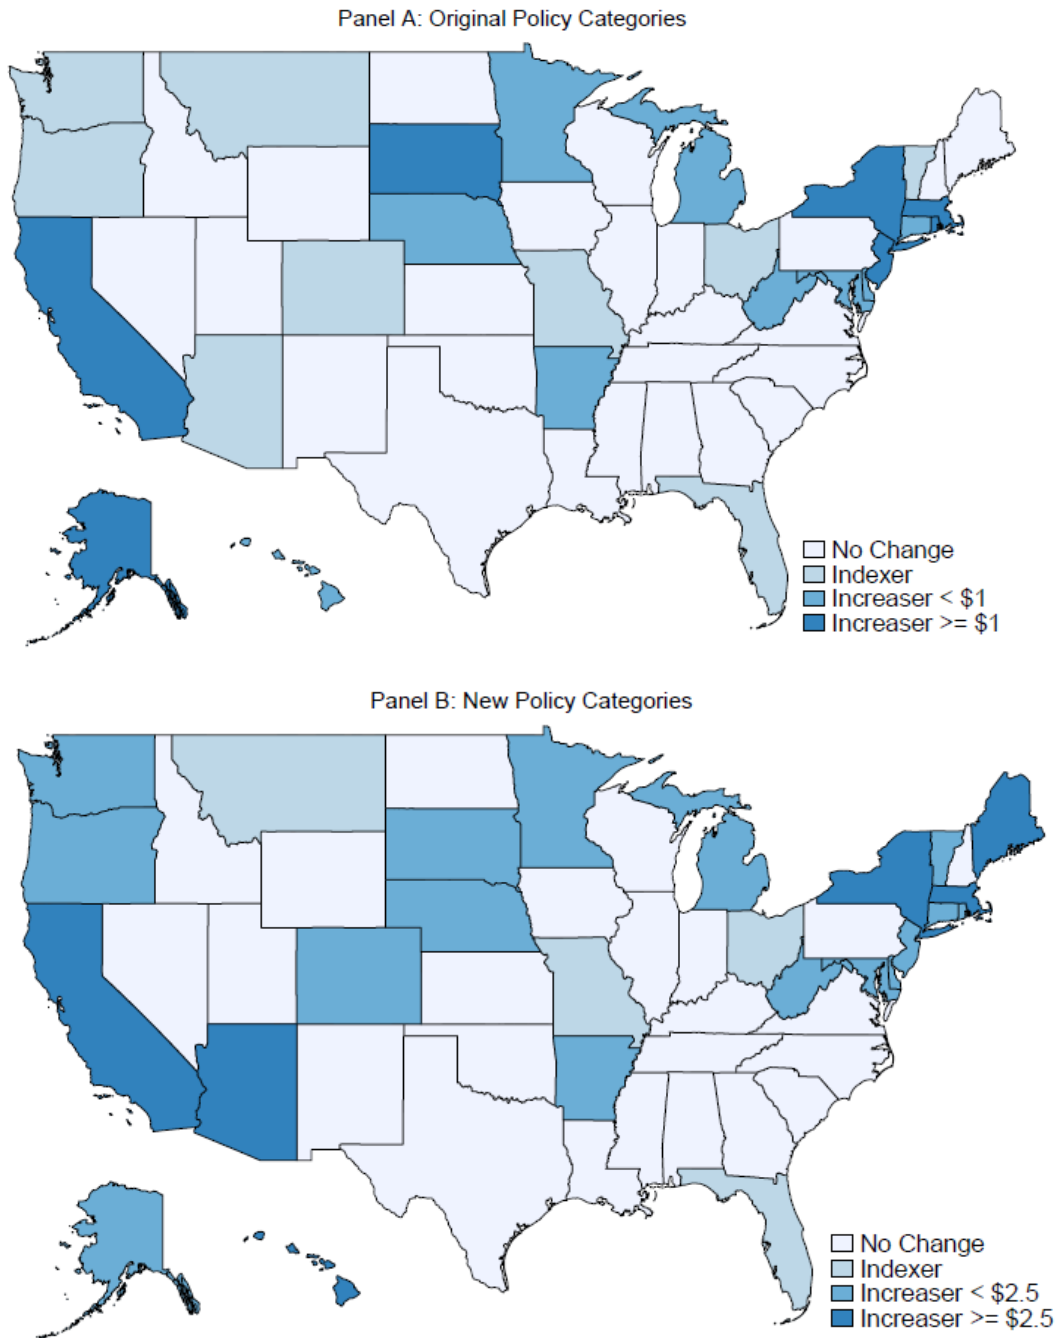 Panel A: Original Policy Categories
No Change
Indexer
Increaser < $1
Increaser >= $1
Panel B: New Policy Categories
No Change
Indexer
Increaser < $2.5
Increaser >= $2.5